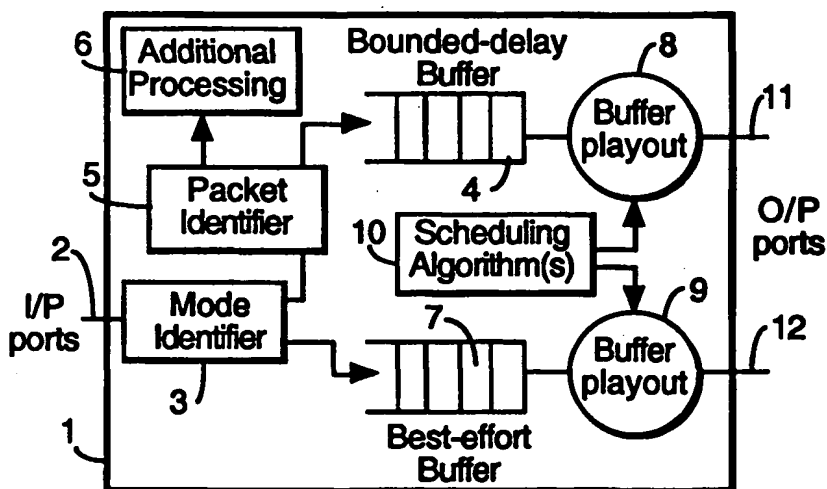 6
Additional
Processing
Bounded-delay
Buffer
8
Buffer
playout
11
5
Packet
Identifier
4
10
Scheduling
Algorithm(s)
O/P
ports
2
I/P
ports
Mode
Identifier
3
7
9
Buffer
playout
12
1
Best-effort
Buffer